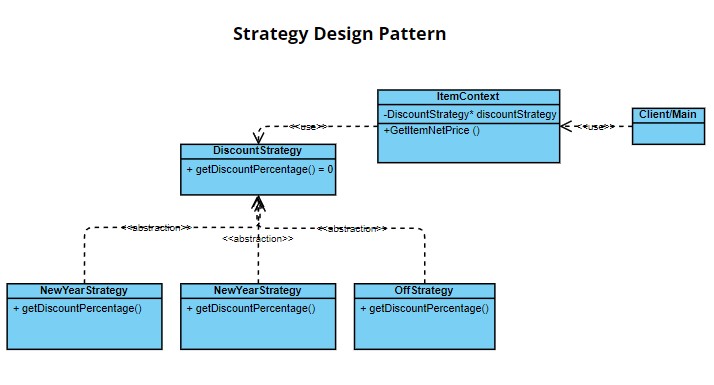 Strategy Design Pattern
ItemContext
-DiscountStrategy* discountStrategy
+GetItemNetPrice ()
<<use>>
Client/Main
<<use>>
DiscountStrategy
+ getDiscountPercentage() = 0
<<abstraction>>
<<abstraction>>
<<abstraction>>
NewYearStrategy
+ getDiscountPercentage()
NewYearStrategy
+ getDiscountPercentage()
OffStrategy
+ getDiscountPercentage()